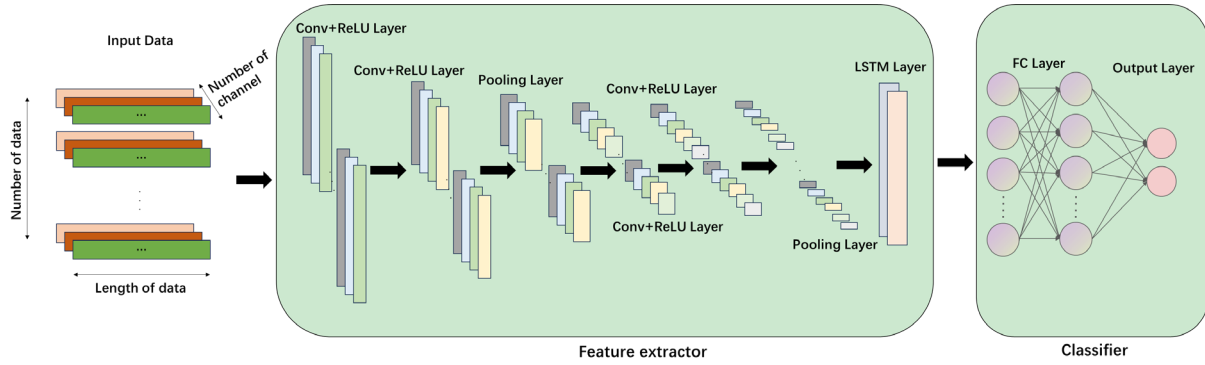 Input Data
Number of
channel
Number of data
...
...
...
Length of data
Conv+ReLU Layer
Conv+ReLU Layer
Pooling Layer
Conv+ReLU Layer
Conv+ReLU Layer
Pooling Layer
LSTM Layer
Feature extractor
FC Layer
Output Layer
Classifier